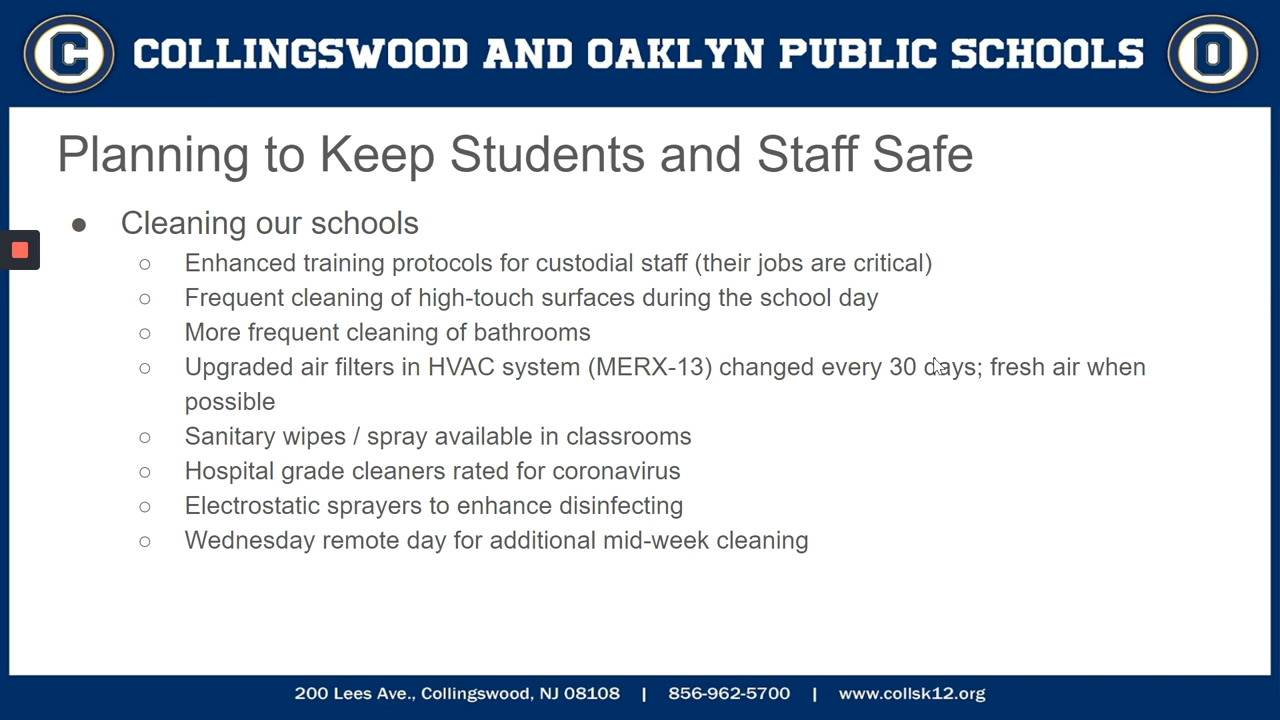 C COLLINGSWOOD AND OAKLYN PUBLIC SCHOOLS O
Planning to Keep Students and Staff Safe
● Cleaning our schools
○ Enhanced training protocols for custodial staff (their jobs are critical)
○ Frequent cleaning of high-touch surfaces during the school day
○ More frequent cleaning of bathrooms
○ Upgraded air filters in HVAC system (MERX-13) changed every 30 days; fresh air when
possible
○ Sanitary wipes / spray available in classrooms
○ Hospital grade cleaners rated for coronavirus
○ Electrostatic sprayers to enhance disinfecting
○ Wednesday remote day for additional mid-week cleaning
200 Lees Ave., Collingswood, NJ 08108 | 856-962-5700 | www.collsk12.org